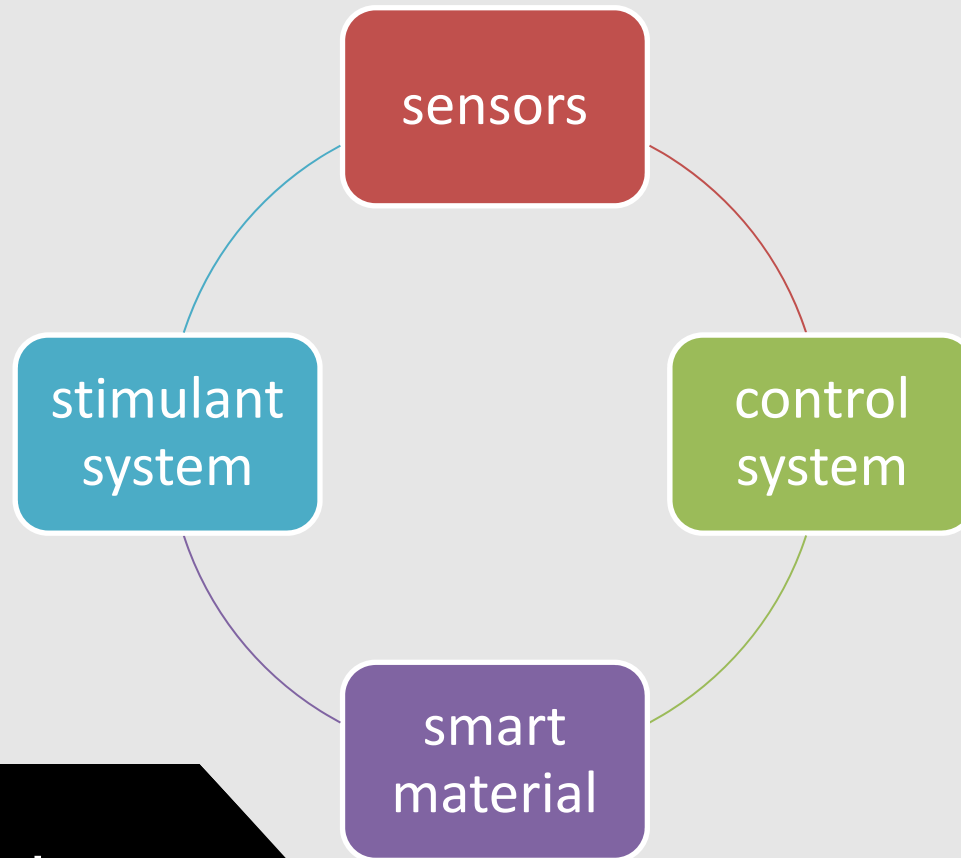 sensors
stimulant
system
control
system
smart
material